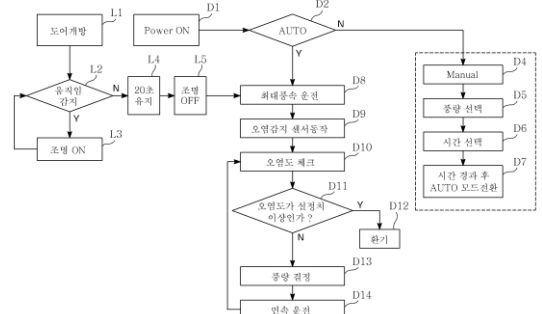 L1
도어개방
L2
움직임
감지
N
Y
L3
조명 ON
L4
20초
유지
L5
조명
OFF
D1
Power ON
D2
AUTO
N
Y
D8
최대풍속 운전
D9
오염감지 센서동작
D10
오염도 체크
D11
오염도가 설정치
이상인가 ?
Y
N
D12
환기
D13
풍량 결정
D14
연속 운전
D4
Manual
D5
풍량 선택
D6
시간 선택
D7
시간 경과 후
AUTO 모드전환